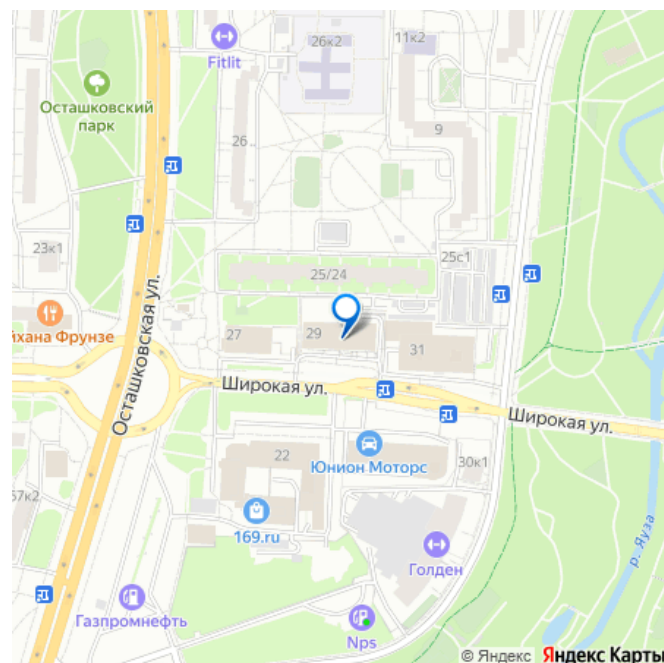 26к2
11к2
Fitlit
Осташковский
парк
26
9
23к1
25с1
25/24
йхана Фрунзе
27
29
31
Осташковская ул.
Широкая ул.
Широкая ул.
22
Юнион Моторс
30к1
57к2
169.ru
Голден
р. Яуза
Газпромнефть
Nps
© Яндекс Яндекс Карты